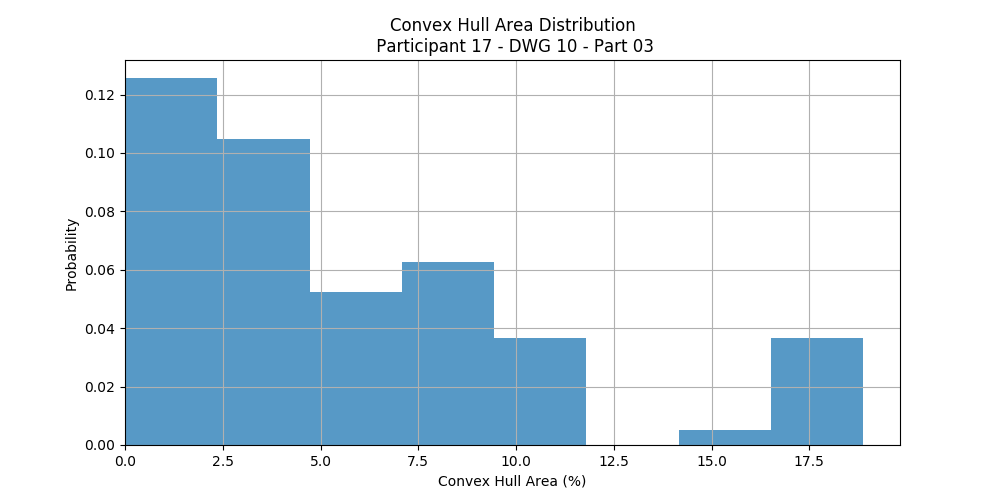 Convex Hull Area Distribution
Participant 17 - DWG 10 - Part 03
0.12
0.10
0.08
0.06
0.04
0.02
0.00
Probability
0.0 2.5 5.0 7.5 10.0 12.5 15.0 17.5
Convex Hull Area (%)